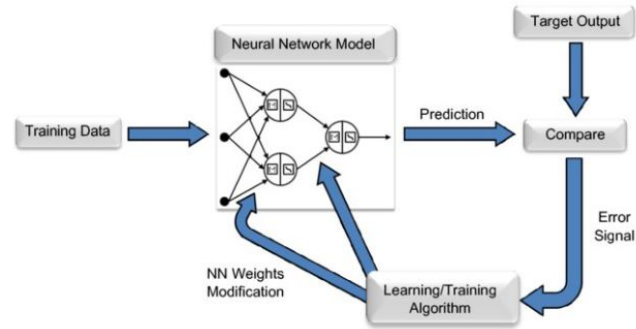 Target Output
Neural Network Model
Training Data
Prediction
Compare
Error
Signal
NN Weights
Modification
Learning/Training
Algorithm